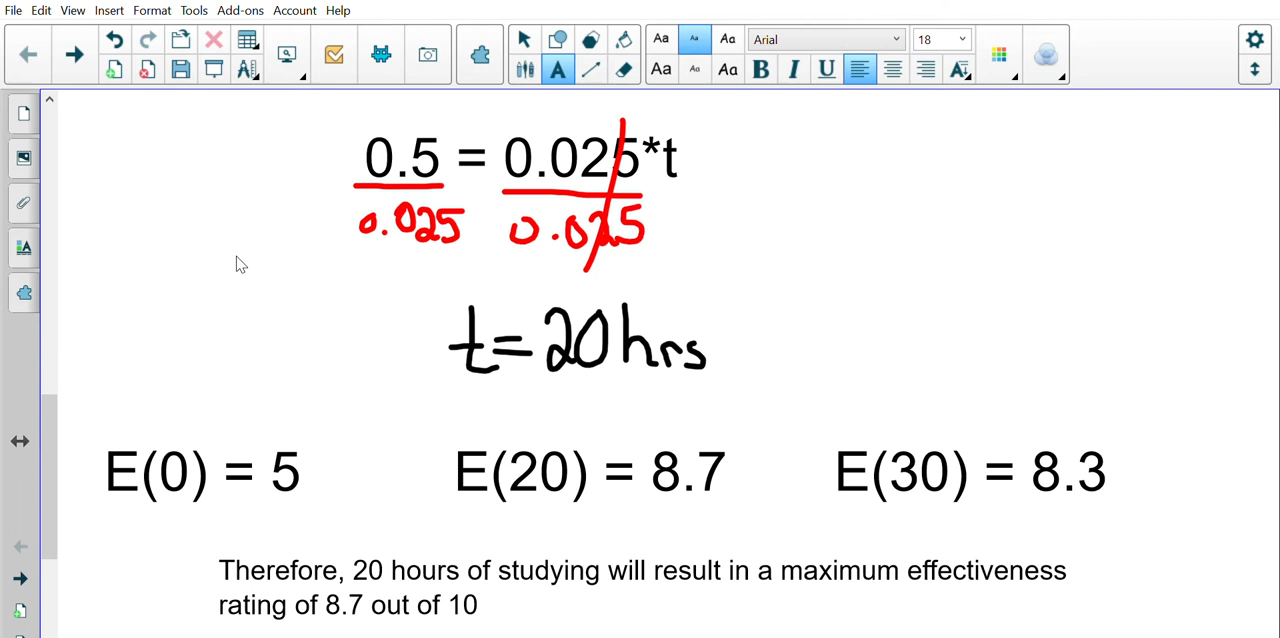 File Edit View Insert Format Tools Add-ons Account Help
Aa Aa Aa Arial 18
A Aa Aa Aa B I U A
0.5 = 0.025*t
0.025 0.025
t=20hrs
E(0) = 5 E(20) = 8.7 E(30) = 8.3
Therefore, 20 hours of studying will result in a maximum effectiveness
rating of 8.7 out of 10